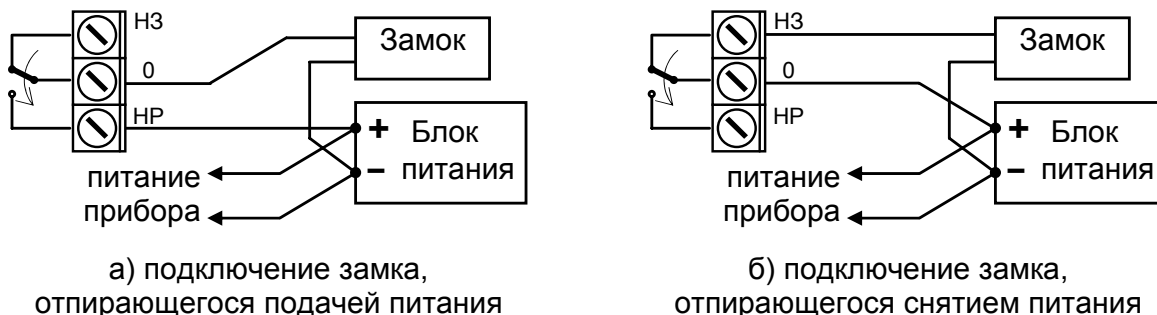 НЗ
0
НР
Замок
+ Блок
− питания
питание
прибора
а) подключение замка,
отпирающегося подачей питания
НЗ
0
НР
Замок
+ Блок
− питания
питание
прибора
б) подключение замка,
отпирающегося снятием питания